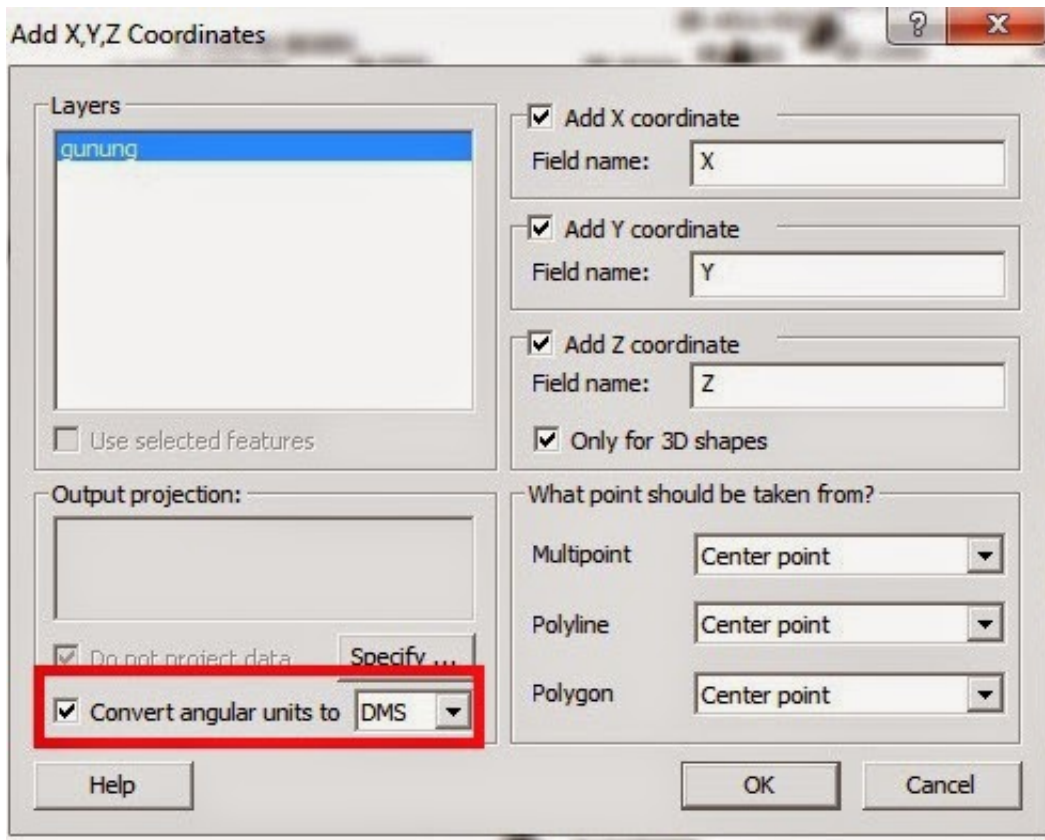 Add X,Y,Z Coordinates
Layers
gunung
Use selected features
Output projection:
Do not project data
Specify ...
Convert angular units to DMS
Add X coordinate
Field name: X
Add Y coordinate
Field name: Y
Add Z coordinate
Field name: Z
Only for 3D shapes
What point should be taken from?
Multipoint Center point
Polyline Center point
Polygon Center point
Help
OK
Cancel